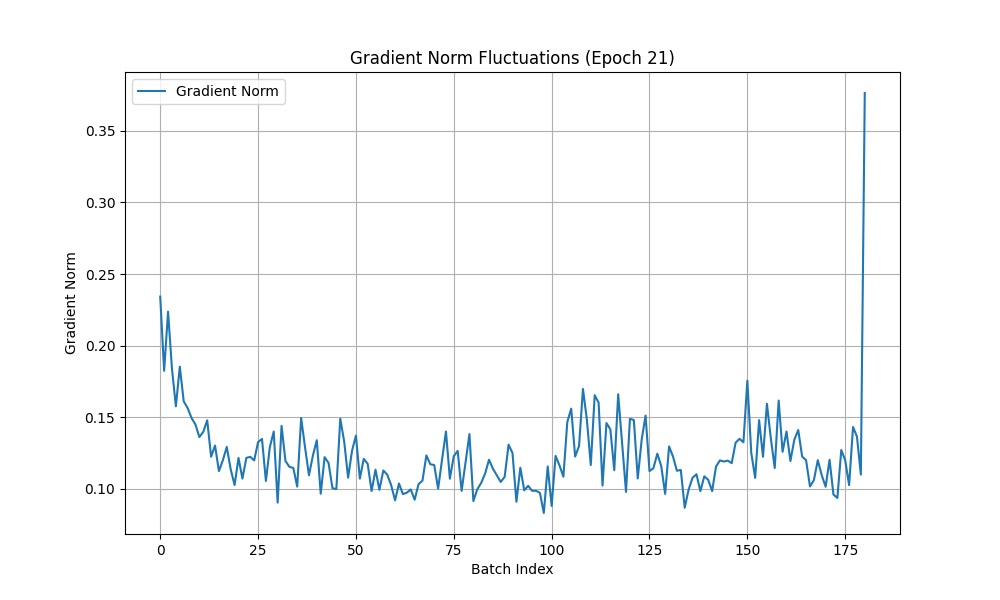 Gradient Norm Fluctuations (Epoch 21)
Gradient Norm
0.35
0.30
0.25
0.20
0.15
0.10
Gradient Norm
0 25 50 75 100 125 150 175
Batch Index